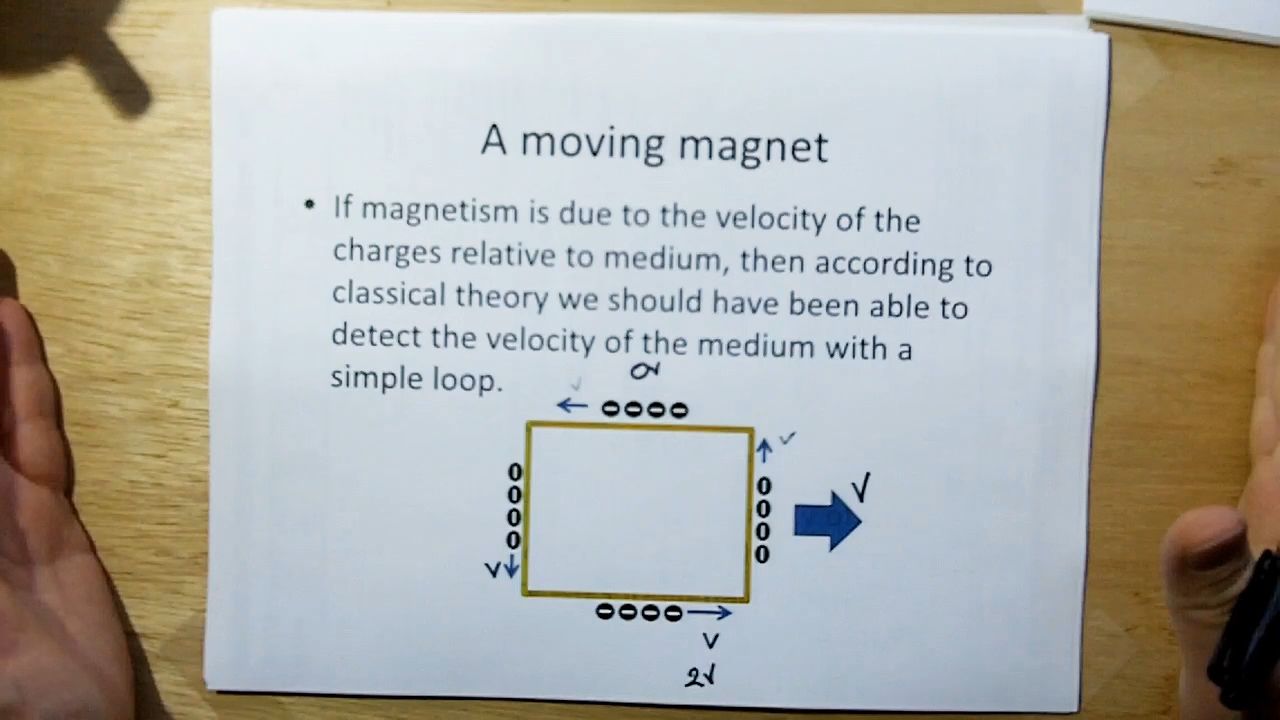 A moving magnet
• If magnetism is due to the velocity of the
charges relative to medium, then according to
classical theory we should have been able to
detect the velocity of the medium with a
simple loop.
V
V
V
2V